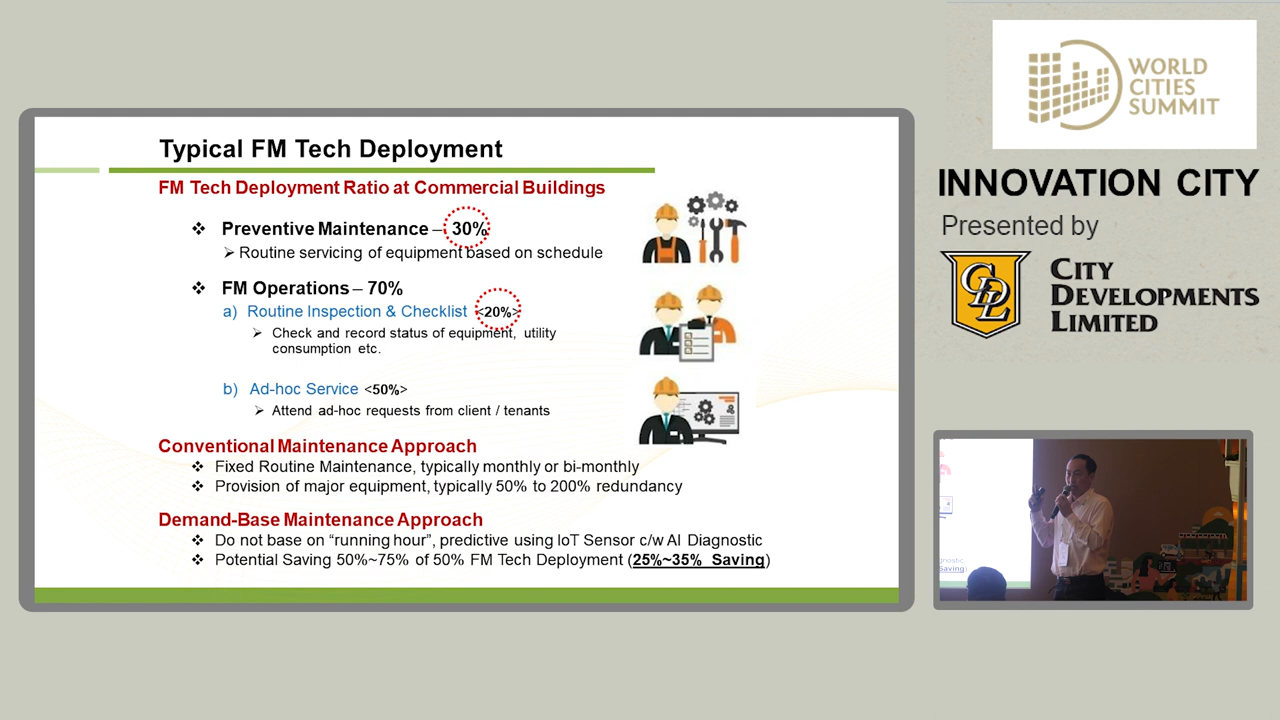 Typical FM Tech Deployment
FM Tech Deployment Ratio at Commercial Buildings
❖ Preventive Maintenance – 30%
➢ Routine servicing of equipment based on schedule
❖ FM Operations – 70%
a) Routine Inspection & Checklist <20%>
➢ Check and record status of equipment, utility
consumption etc.
b) Ad-hoc Service <50%>
➢ Attend ad-hoc requests from client / tenants
Conventional Maintenance Approach
❖ Fixed Routine Maintenance, typically monthly or bi-monthly
❖ Provision of major equipment, typically 50% to 200% redundancy
Demand-Base Maintenance Approach
❖ Do not base on “running hour”, predictive using IoT Sensor c/w AI Diagnostic
❖ Potential Saving 50%~75% of 50% FM Tech Deployment (25%~35% Saving)
WORLD
CITIES
SUMMIT
INNOVATION CITY
Presented by
CDL
CITY
DEVELOPMENTS
LIMITED
gnostic
Saving)